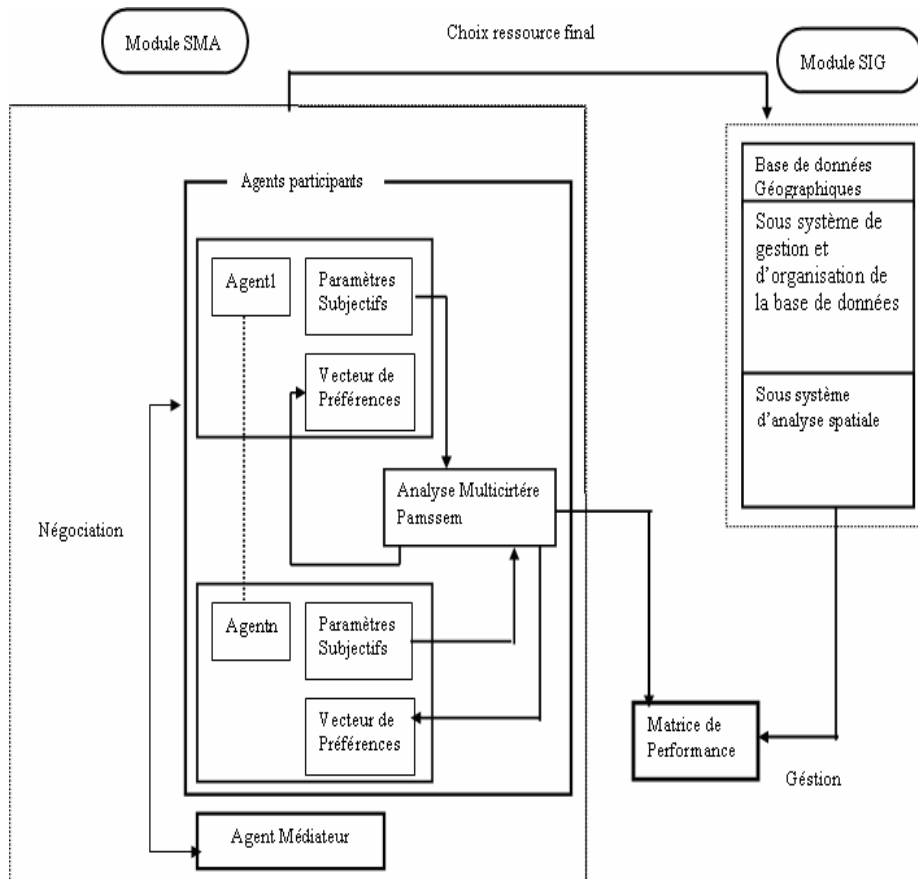 Module SMA
Choix ressource final
Module SIG
Agents participants
Agent1
Paramètres
Subjectifs
Vecteur de
Préférences
Analyse Multicirtére
Pamssem
Négociation
Agentn
Paramètres
Subjectifs
Vecteur de
Préférences
Agent Médiateur
Base de données
Géographiques
Sous système de
gestion et
d'organisation de
la base de données
Sous système
d'analyse spatiale
Matrice de
Performance
Géstion